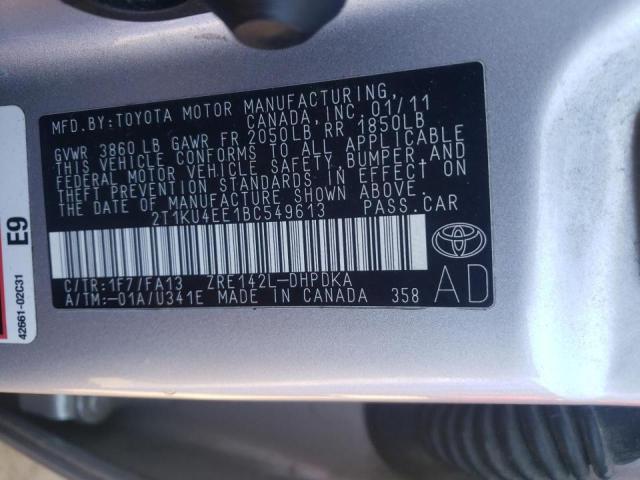 MFD.BY:TOYOTA MOTOR MANUFACTURING,
CANADA,INC.01/11
GVWR 3860 LB GAWR FR 2050LB RR 1850LB
THIS VEHICLE CONFORMS TO ALL APPLICABLE
FEDERAL MOTOR VEHICLE SAFETY,BUMPER,AND
THEFT PREVENTION STANDARDS IN EFFECT ON
THE DATE OF MANUFACTURE SHOWN ABOVE.
2T1KU4EE1BC549613 PASS.CAR
C/TR:1F7/FA13 ZRE142L-DHPDKA
A/TM:-01A/U341E MADE IN CANADA 358
AD
E9
42661-02C31